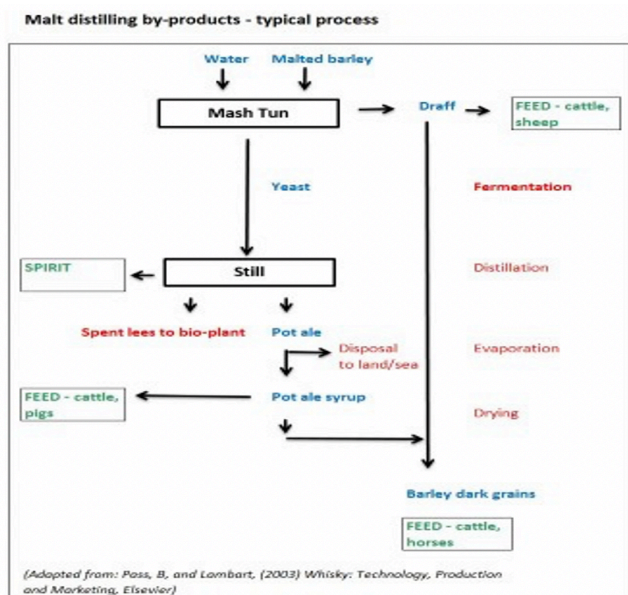 Malt distilling by-products - typical process
Water Malted barley
Mash Tun
Draff
FEED - cattle,
sheep
Yeast
Fermentation
SPIRIT
Still
Distillation
Spent lees to bio-plant
Pot ale
Disposal
to land/sea
Evaporation
FEED - cattle,
pigs
Pot ale syrup
Drying
Barley dark grains
FEED - cattle,
horses
(Adapted from: Pass, B, and Lambart, (2003) Whisky: Technology, Production
and Marketing, Elsevier)